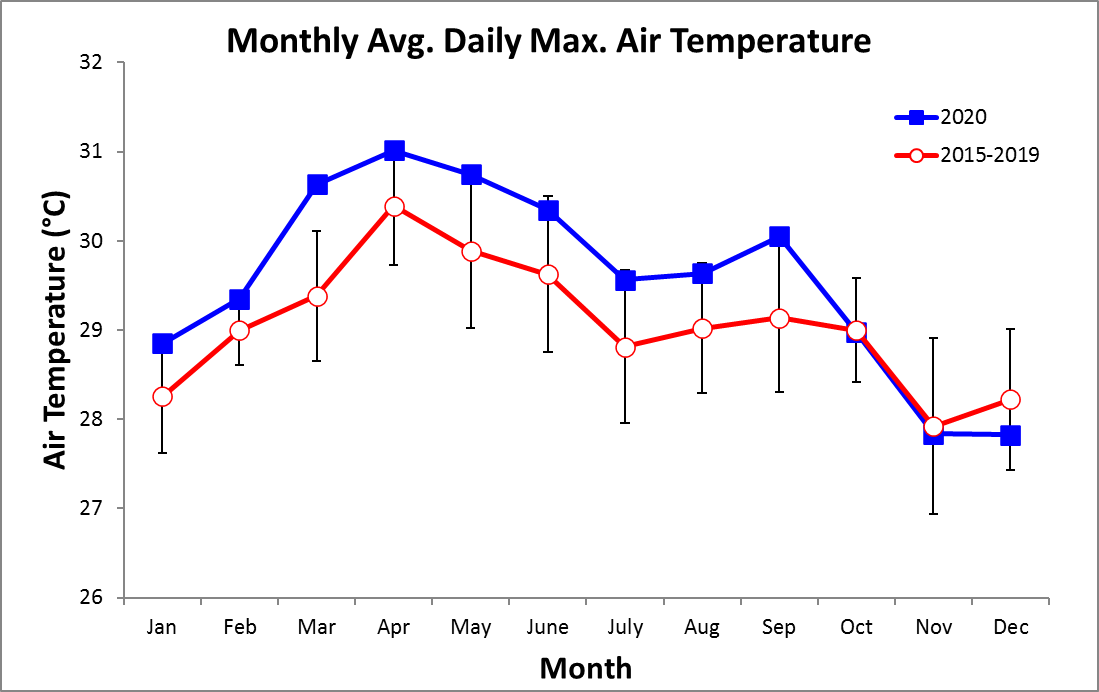 Monthly Avg. Daily Max. Air Temperature
32
31
30
29
28
27
26
Air Temperature (°C)
2020
2015-2019
Jan Feb Mar Apr May June July Aug Sep Oct Nov Dec
Month